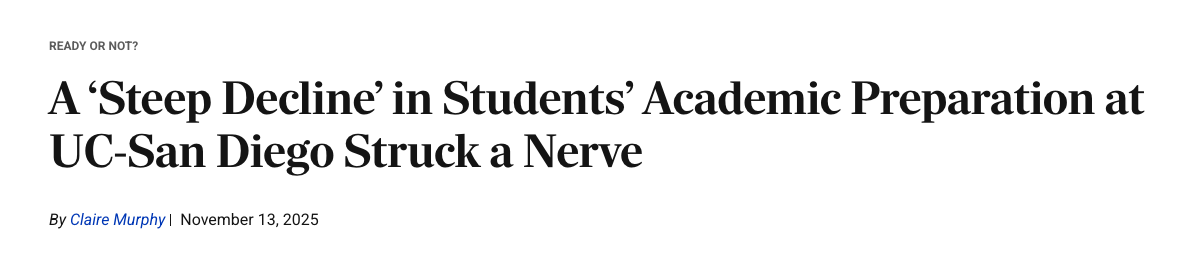 READY OR NOT?
A ‘Steep Decline’ in Students’ Academic Preparation at
UC-San Diego Struck a Nerve
By Claire Murphy | November 13, 2025